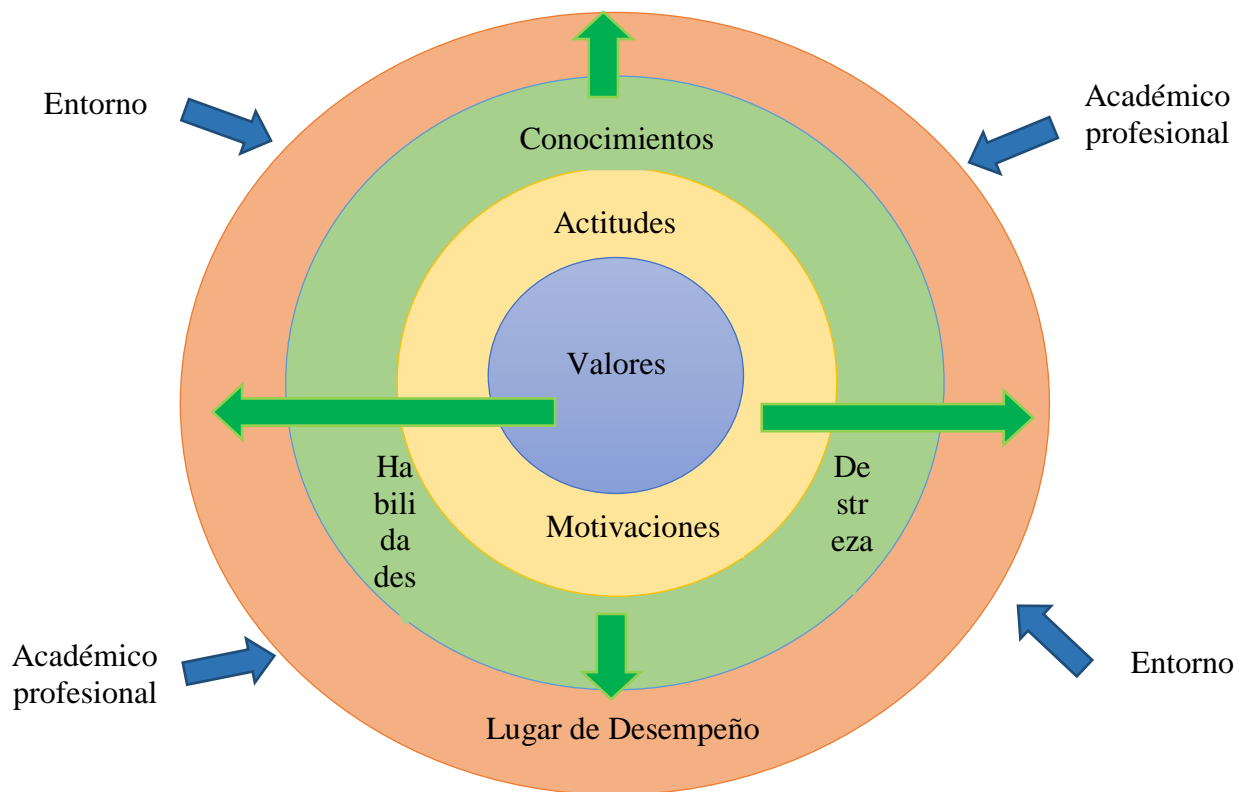 Entorno
Académico
profesional
Conocimientos
Actitudes
Valores
Ha
bili
da
des
De
str
eza
Motivaciones
Académico
profesional
Entorno
Lugar de Desempeño